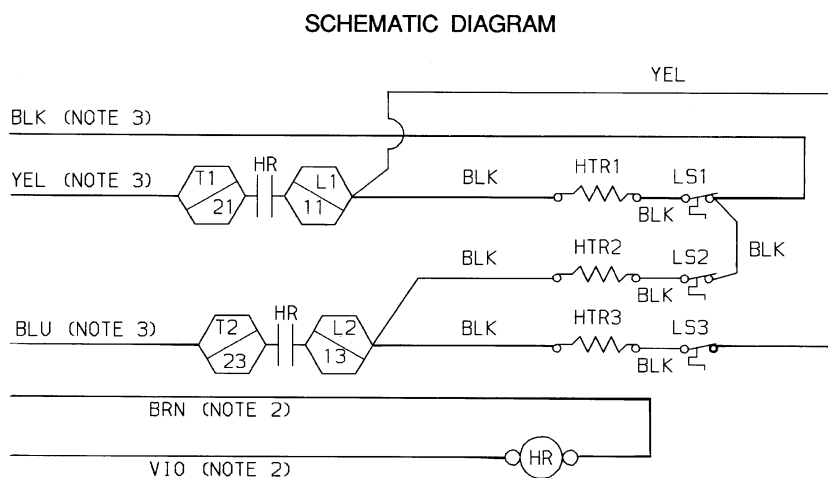 SCHEMATIC DIAGRAM
YEL
BLK (NOTE 3)
YEL (NOTE 3)
T1
21
HR
L1
11
BLK
HTR1
BLK
LS1
BLK
HTR2
BLK
LS2
BLK
BLU (NOTE 3)
T2
23
HR
L2
13
BLK
HTR3
BLK
LS3
BRN (NOTE 2)
VIO (NOTE 2)
HR